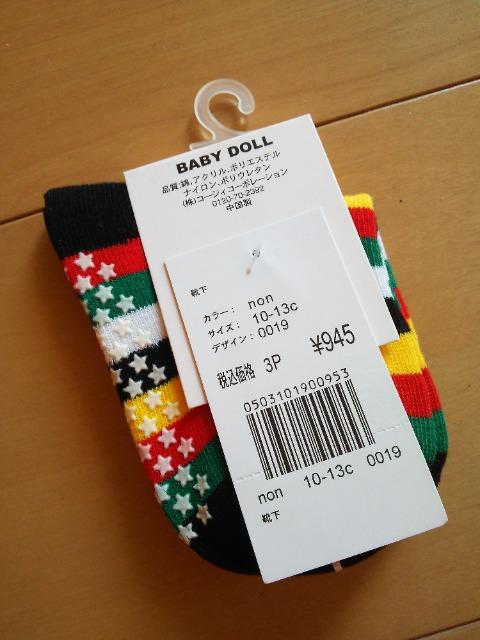 BABY DOLL
品質:綿、アクリル、ポリエステル
ナイロン、ポリウレタン
(株)コージィコーポレーション
0120-70-2392
中国製
靴下
カラー: non
サイズ: 10-13c
デザイン: 0019
税込価格 3P ¥945
0503101900953
non 10-13c 0019
靴下